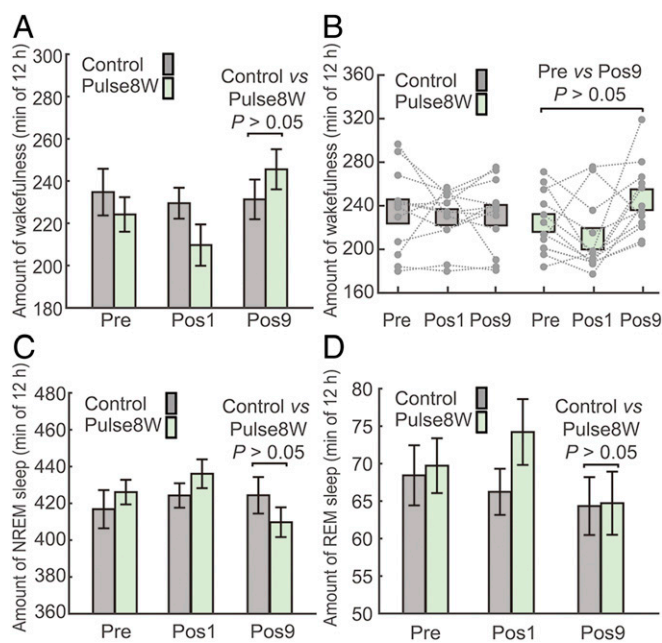 A
Amount of wakefulness (min of 12 h)
300
280
260
240
220
200
180
Control
Pulse8W
Control vs
Pulse8W
P > 0.05
Pre Pos1 Pos9
B
Amount of wakefulness (min of 12 h)
360
320
280
240
200
160
Control
Pulse8W
Pre vs Pos9
P > 0.05
Pre Pos1 Pos9 Pre Pos1 Pos9
C
Amount of NREM sleep (min of 12 h)
480
460
440
420
400
380
360
Control
Pulse8W
Control vs
Pulse8W
P > 0.05
Pre Pos1 Pos9
D
Amount of REM sleep (min of 12 h)
80
75
70
65
60
55
50
Control
Pulse8W
Control vs
Pulse8W
P > 0.05
Pre Pos1 Pos9